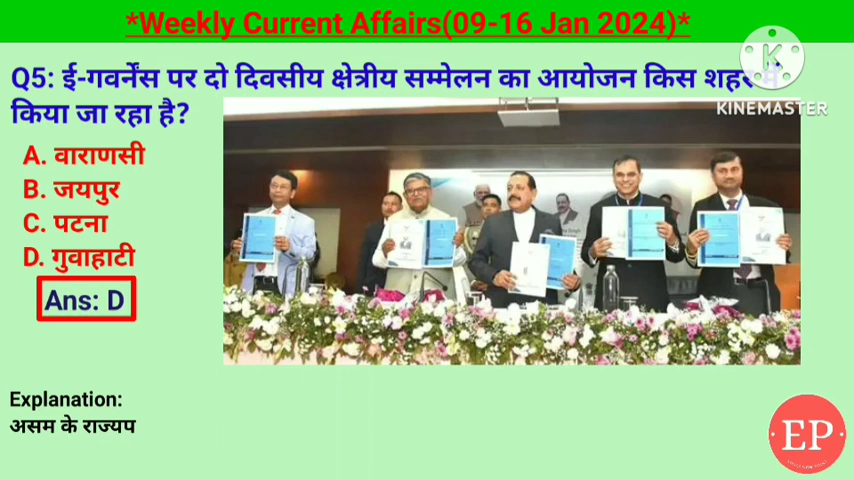 *Weekly Current Affairs(09-16 Jan 2024)*
Q5: ई-गवर्नेंस पर दो दिवसीय क्षेत्रीय सम्मेलन का आयोजन किस शहर में
किया जा रहा है?
KINEMASTER
A. वाराणसी
B. जयपुर
C. पटना
D. गुवाहाटी
Ans: D
Explanation:
असम के राज्यप
EP